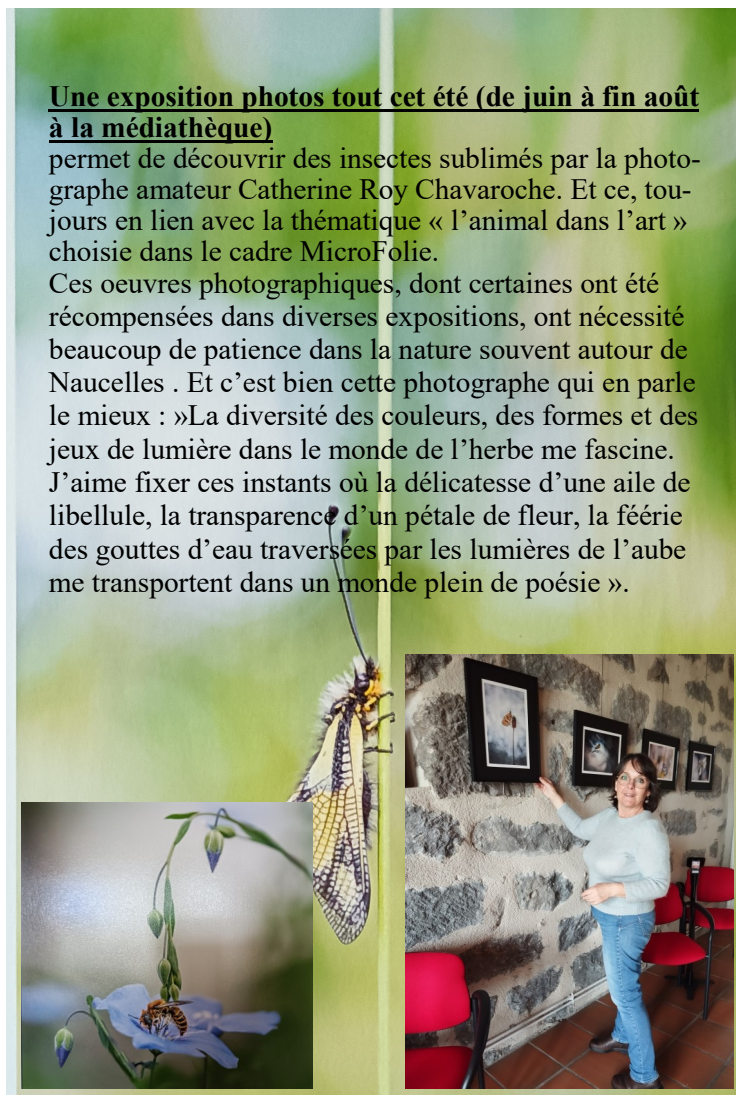 Une exposition photos tout cet été (de juin à fin août
à la médiathèque)
permet de découvrir des insectes sublimés par la photo-
graphe amateur Catherine Roy Chavaroche. Et ce, tou-
jours en lien avec la thématique « l’animal dans l’art »
choisie dans le cadre MicroFolie.
Ces oeuvres photographiques, dont certaines ont été
récompensées dans diverses expositions, ont nécessité
beaucoup de patience dans la nature souvent autour de
Naucelles . Et c’est bien cette photographe qui en parle
le mieux : »La diversité des couleurs, des formes et des
jeux de lumière dans le monde de l’herbe me fascine.
J’aime fixer ces instants où la délicatesse d’une aile de
libellule, la transparence d’un pétale de fleur, la féérie
des gouttes d’eau traversées par les lumières de l’aube
me transportent dans un monde plein de poésie ».